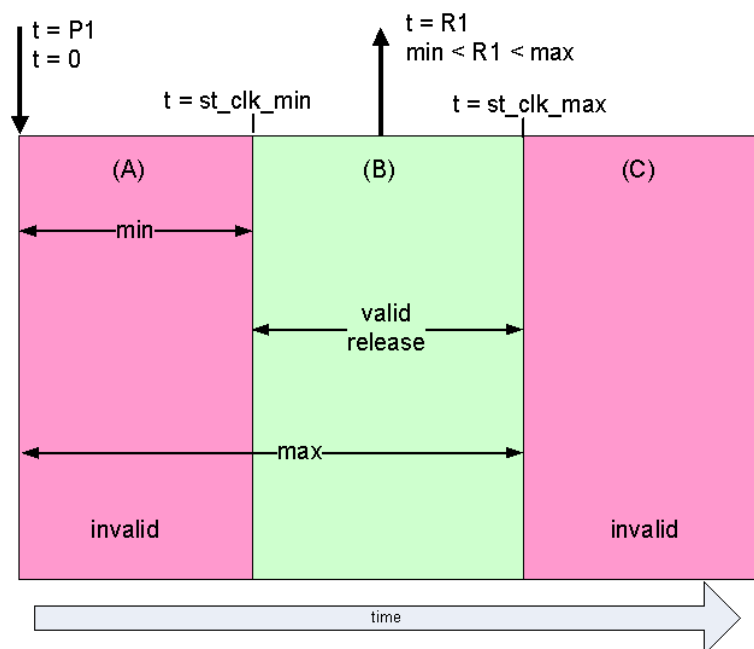 t = P1
t = 0
t = R1
min < R1 < max
t = st_clk_min
t = st_clk_max
(A)
(B)
(C)
min
valid
release
max
invalid
invalid
time